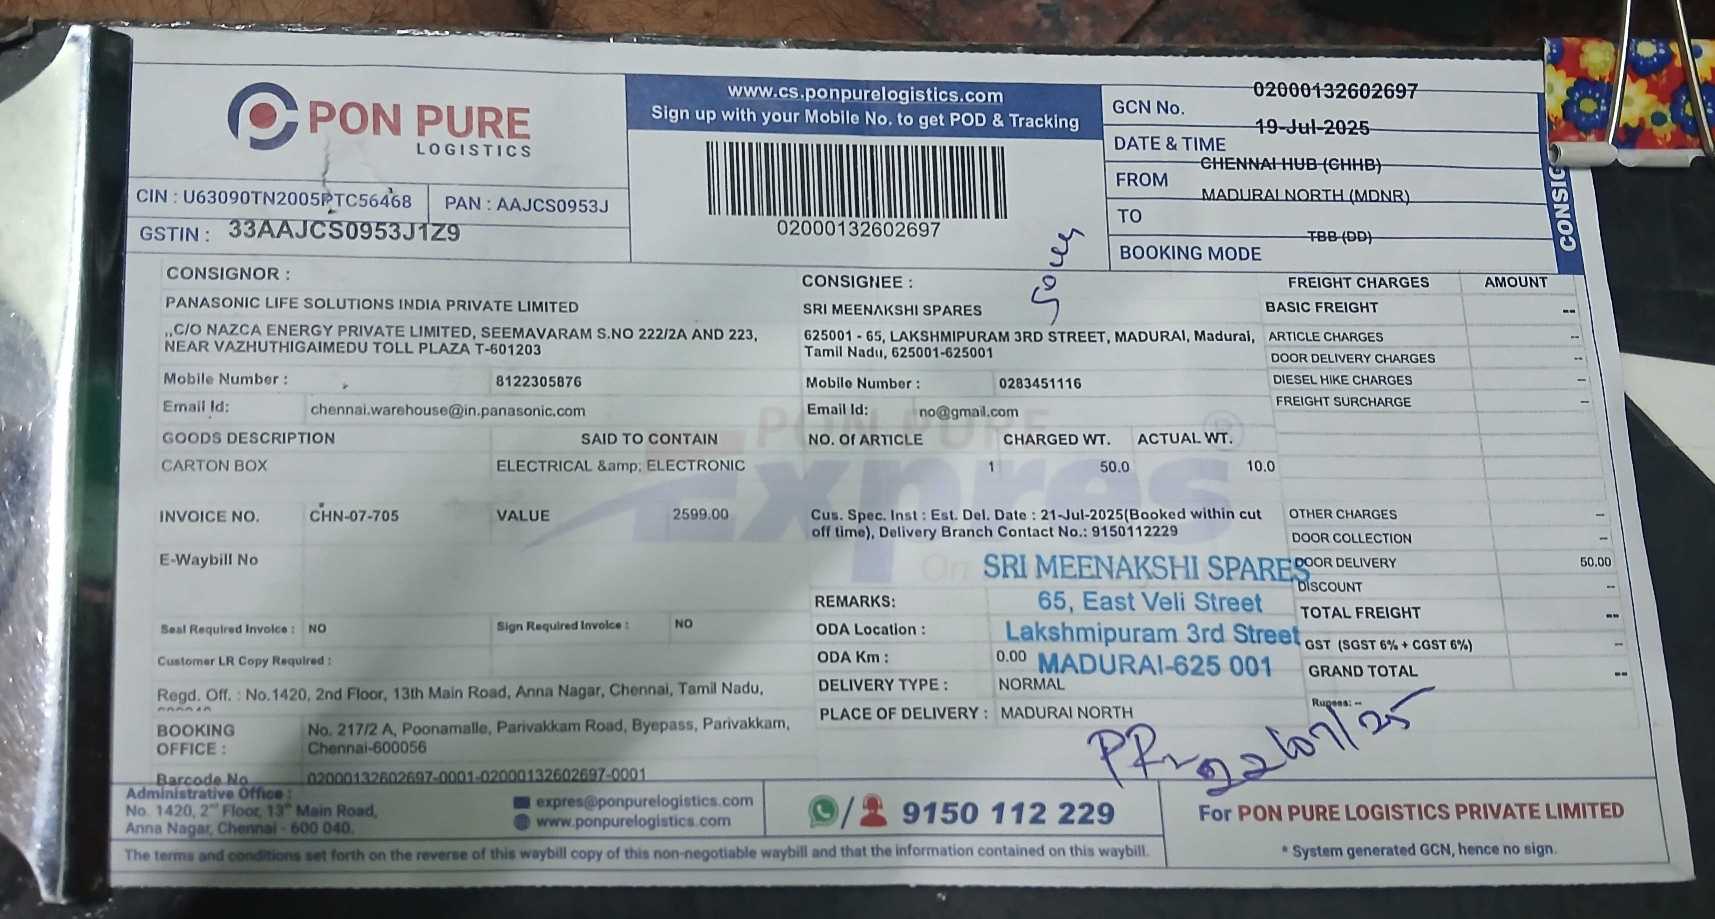 PON PURE
LOGISTICS
www.cs.ponpurelogistics.com
Sign up with your Mobile No. to get POD & Tracking
02000132602697
GCN No. 02000132602697
DATE & TIME 19-Jul-2025
FROM CHENNAI HUB (CHHB)
TO MADURAI NORTH (MDNR)
BOOKING MODE TBB (DD)
CONSIG
CIN : U63090TN2005PTC56468 PAN : AAJCS0953J
GSTIN : 33AAJCS0953J1Z9
CONSIGNOR :
PANASONIC LIFE SOLUTIONS INDIA PRIVATE LIMITED
,,C/O NAZCA ENERGY PRIVATE LIMITED, SEEMAVARAM S.NO 222/2A AND 223,
NEAR VAZHUTHIGAIMEDU TOLL PLAZA T-601203
Mobile Number : 8122305876
Email Id: chennai.warehouse@in.panasonic.com
CONSIGNEE :
SRI MEENAKSHI SPARES
625001 - 65, LAKSHMIPURAM 3RD STREET, MADURAI, Madurai,
Tamil Nadu, 625001-625001
Mobile Number : 0283451116
Email Id: no@gmail.com
FREIGHT CHARGES AMOUNT
BASIC FREIGHT --
ARTICLE CHARGES --
DOOR DELIVERY CHARGES --
DIESEL HIKE CHARGES --
FREIGHT SURCHARGE --
GOODS DESCRIPTION SAID TO CONTAIN NO. Of ARTICLE CHARGED WT. ACTUAL WT.
CARTON BOX ELECTRICAL &amp; ELECTRONIC 1 50.0 10.0
PON PURE
Expres
INVOICE NO. CHN-07-705 VALUE 2599.00
Cus. Spec. Inst : Est. Del. Date : 21-Jul-2025(Booked within cut
off time), Delivery Branch Contact No.: 9150112229
OTHER CHARGES --
DOOR COLLECTION --
DOOR DELIVERY 50.00
DISCOUNT --
TOTAL FREIGHT --
GST (SGST 6% + CGST 6%) --
GRAND TOTAL --
Rupees: --
E-Waybill No
SRI MEENAKSHI SPARES
65, East Veli Street
Lakshmipuram 3rd Street
MADURAI-625 001
REMARKS:
ODA Location :
ODA Km : 0.00
DELIVERY TYPE : NORMAL
PLACE OF DELIVERY : MADURAI NORTH
Seal Required Invoice : NO Sign Required Invoice : NO
Customer LR Copy Required :
Regd. Off. : No.1420, 2nd Floor, 13th Main Road, Anna Nagar, Chennai, Tamil Nadu,
BOOKING OFFICE : No. 217/2 A, Poonamalle, Parivakkam Road, Byepass, Parivakkam,
Chennai-600056
Barcode No 02000132602697-0001-02000132602697-0001
22/07/25
Administrative Office :
No. 1420, 2nd Floor, 13th Main Road,
Anna Nagar, Chennai - 600 040.
expres@ponpurelogistics.com
www.ponpurelogistics.com
/ 9150 112 229
For PON PURE LOGISTICS PRIVATE LIMITED
* System generated GCN, hence no sign.
The terms and conditions set forth on the reverse of this waybill copy of this non-negotiable waybill and that the information contained on this waybill.